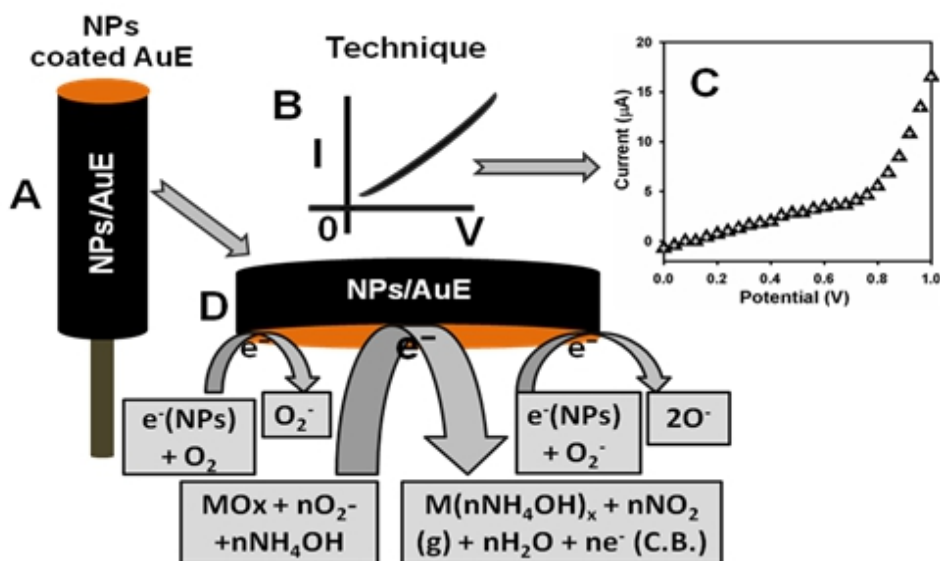 NPs
coated AuE
A
NPs/AuE
Technique
B
I
0
V
C
Current (µA)
20
15
10
5
0
0.0 0.2 0.4 0.6 0.8 1.0
Potential (V)
D
NPs/AuE
e⁻
e⁻
e⁻
e⁻(NPs)
+ O₂
O₂⁻
e⁻(NPs)
+ O₂⁻
2O⁻
MOx + nO₂-
+nNH₄OH
M(nNH₄OH)ₓ + nNO₂
(g) + nH₂O + ne⁻ (C.B.)